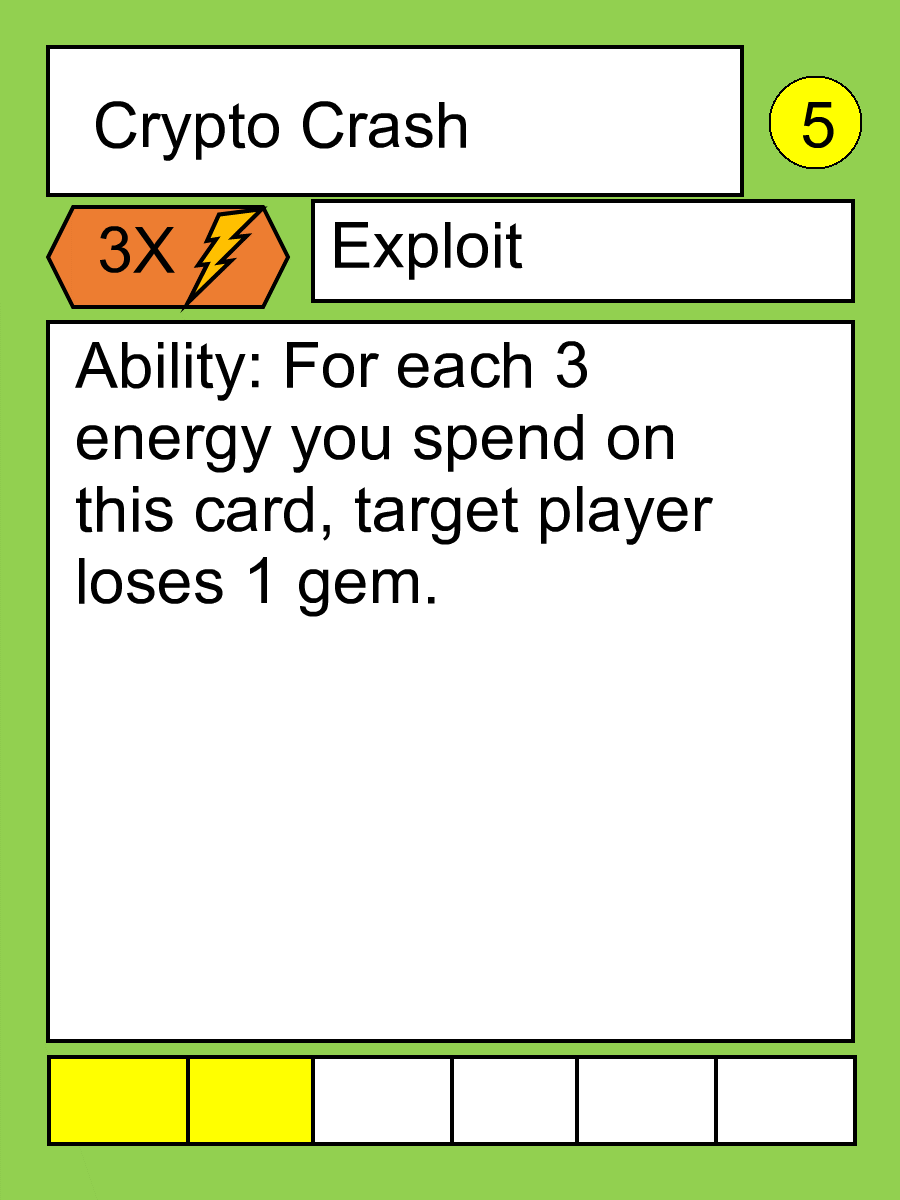 Crypto Crash
5
3X
Exploit
Ability: For each 3
energy you spend on
this card, target player
loses 1 gem.